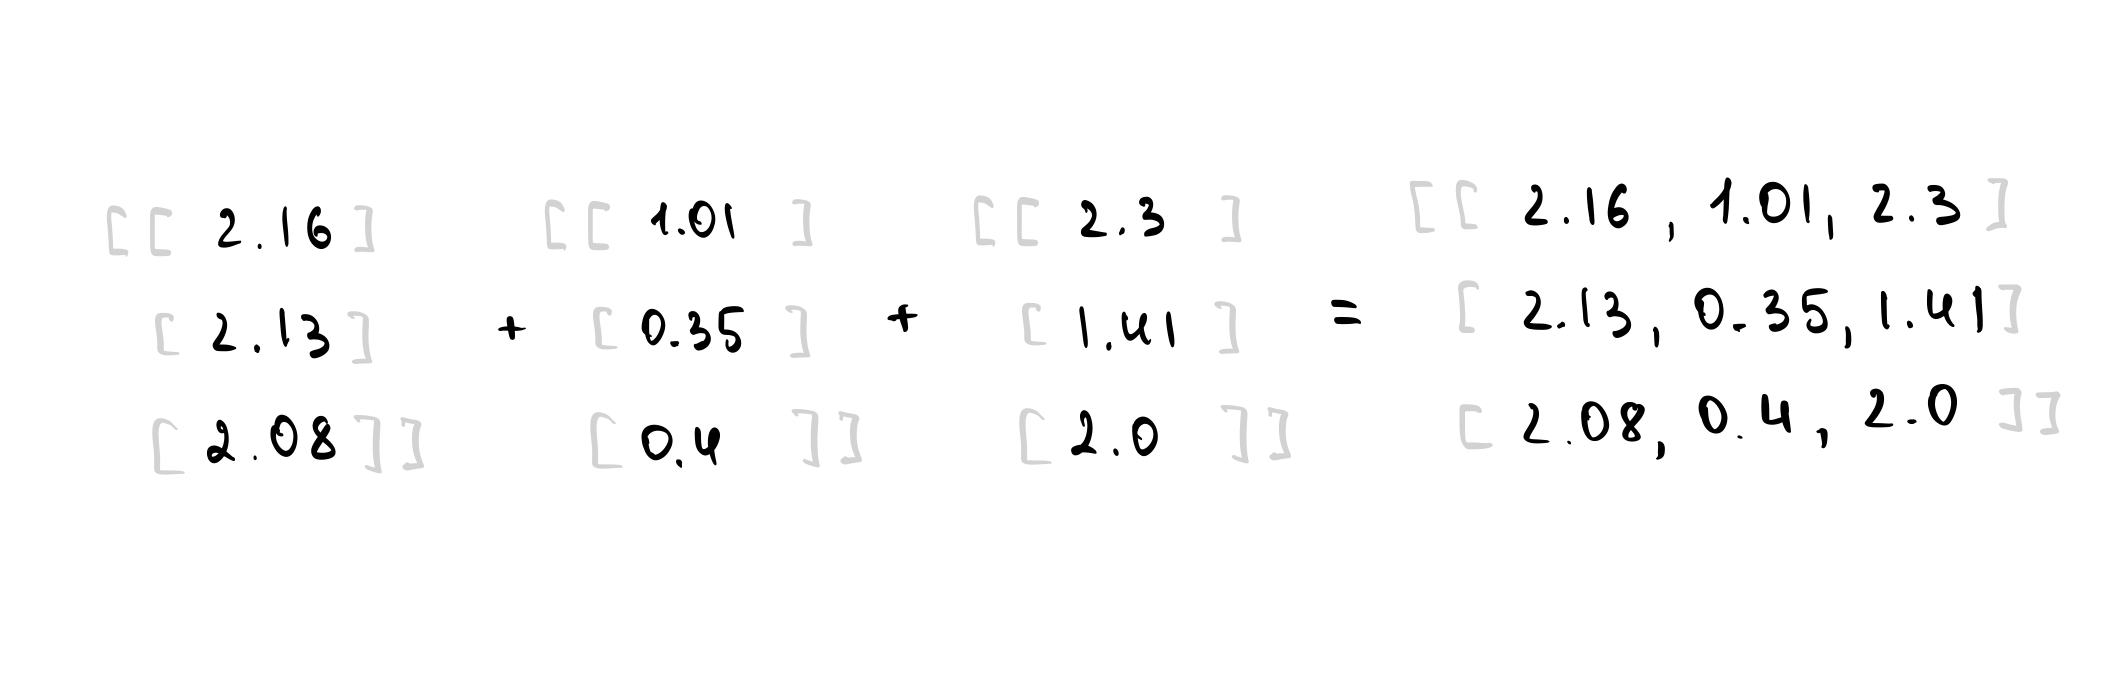 [[ 2.16 ] [[ 1.01 ] [[ 2.3 ] [[ 2.16 , 1.01, 2.3 ]
[ 2.13 ] + [ 0.35 ] + [ 1.41 ] = [ 2.13, 0.35, 1.41 ]
[ 2.08 ]] [ 0.4 ]] [ 2.0 ]] [ 2.08, 0.4, 2.0 ]]